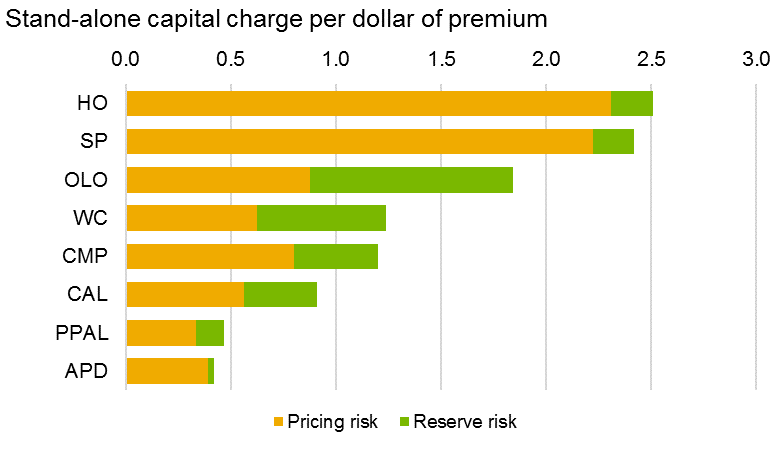 Stand-alone capital charge per dollar of premium
0.0 0.5 1.0 1.5 2.0 2.5 3.0
HO
SP
OLO
WC
CMP
CAL
PPAL
APD
Pricing risk Reserve risk